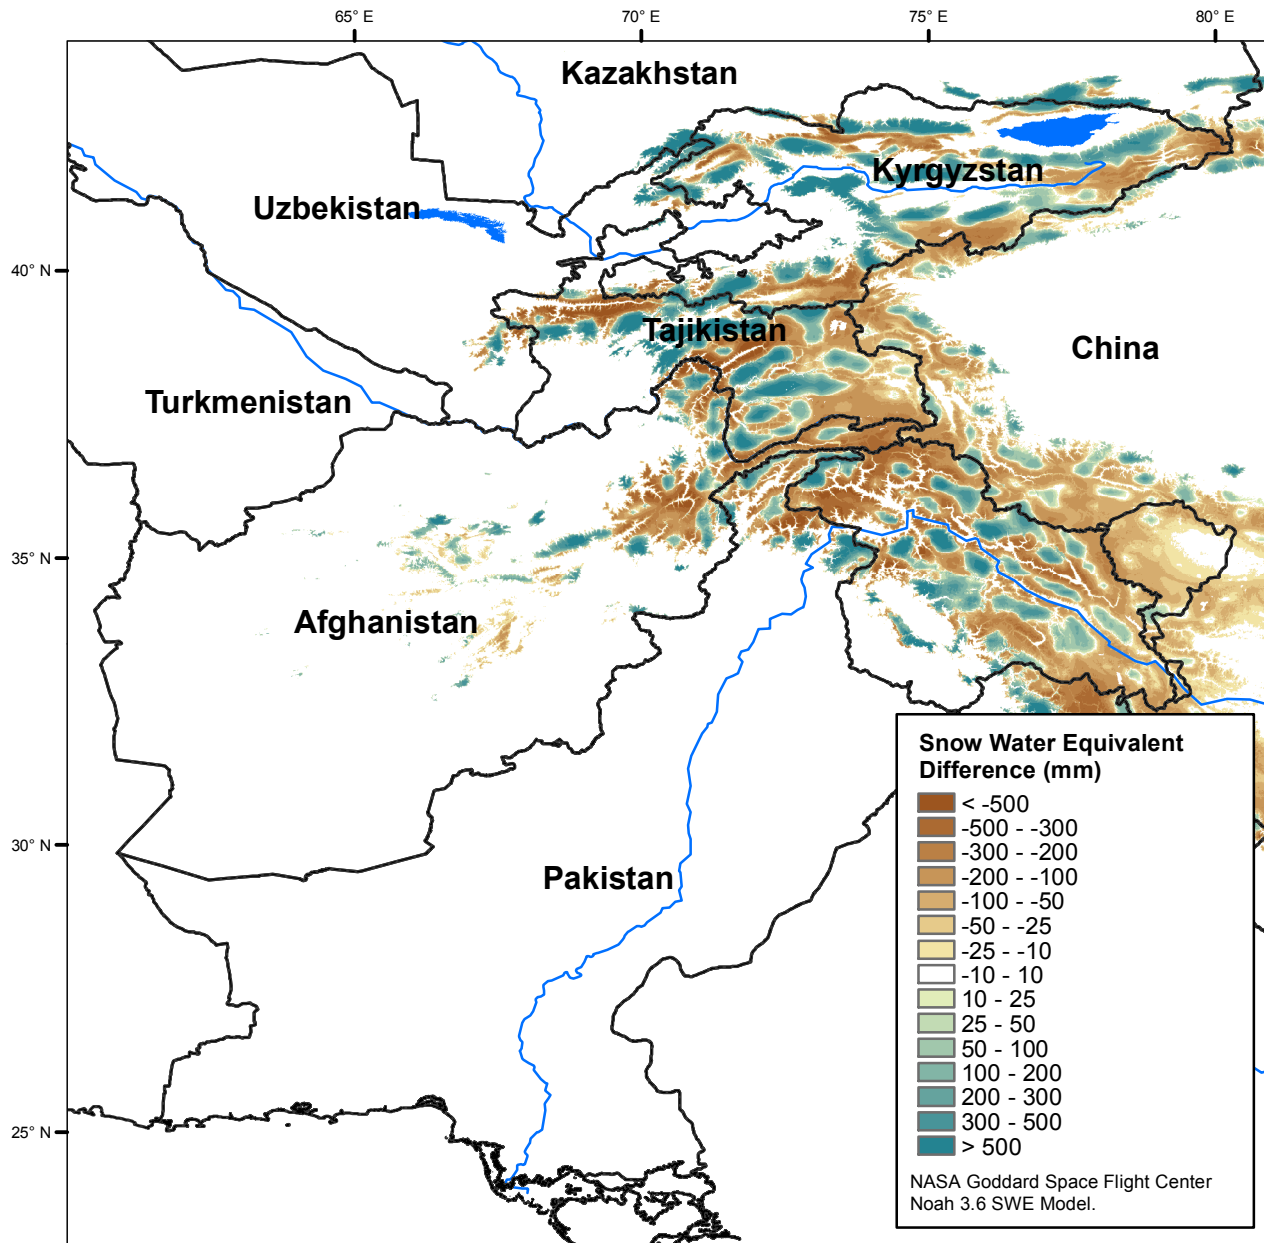 65° E
70° E
75° E
80° E
Kazakhstan
Kyrgyzstan
Uzbekistan
40° N
Tajikistan
China
Turkmenistan
35° N
Afghanistan
Snow Water Equivalent
Difference (mm)
< -500
-500 - -300
-300 - -200
-200 - -100
-100 - -50
-50 - -25
-25 - -10
-10 - 10
10 - 25
25 - 50
50 - 100
100 - 200
200 - 300
300 - 500
> 500
NASA Goddard Space Flight Center
Noah 3.6 SWE Model.
30° N
Pakistan
25° N